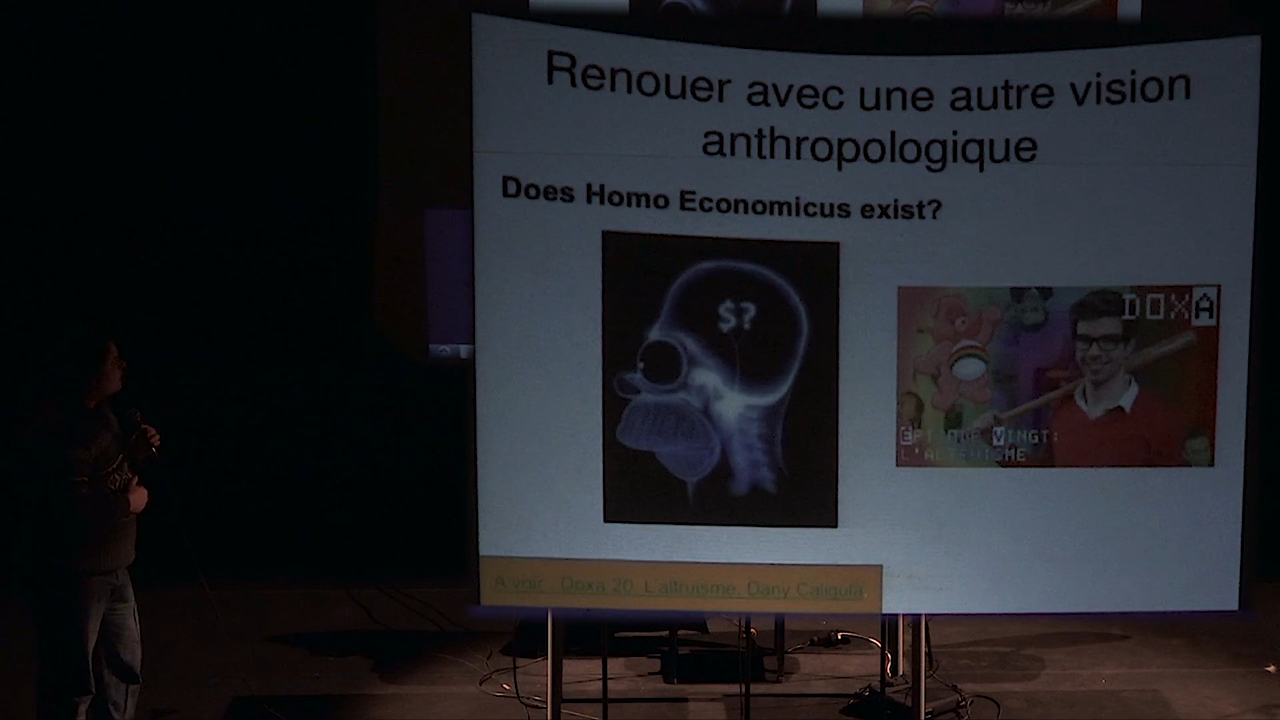 Renouer avec une autre vision
anthropologique
Does Homo Economicus exist?
$?
DOXA
ÉPISODE VINGT:
L'ALTRUISME
A voir : Doxa 20. L'altruisme, Dany Caligula